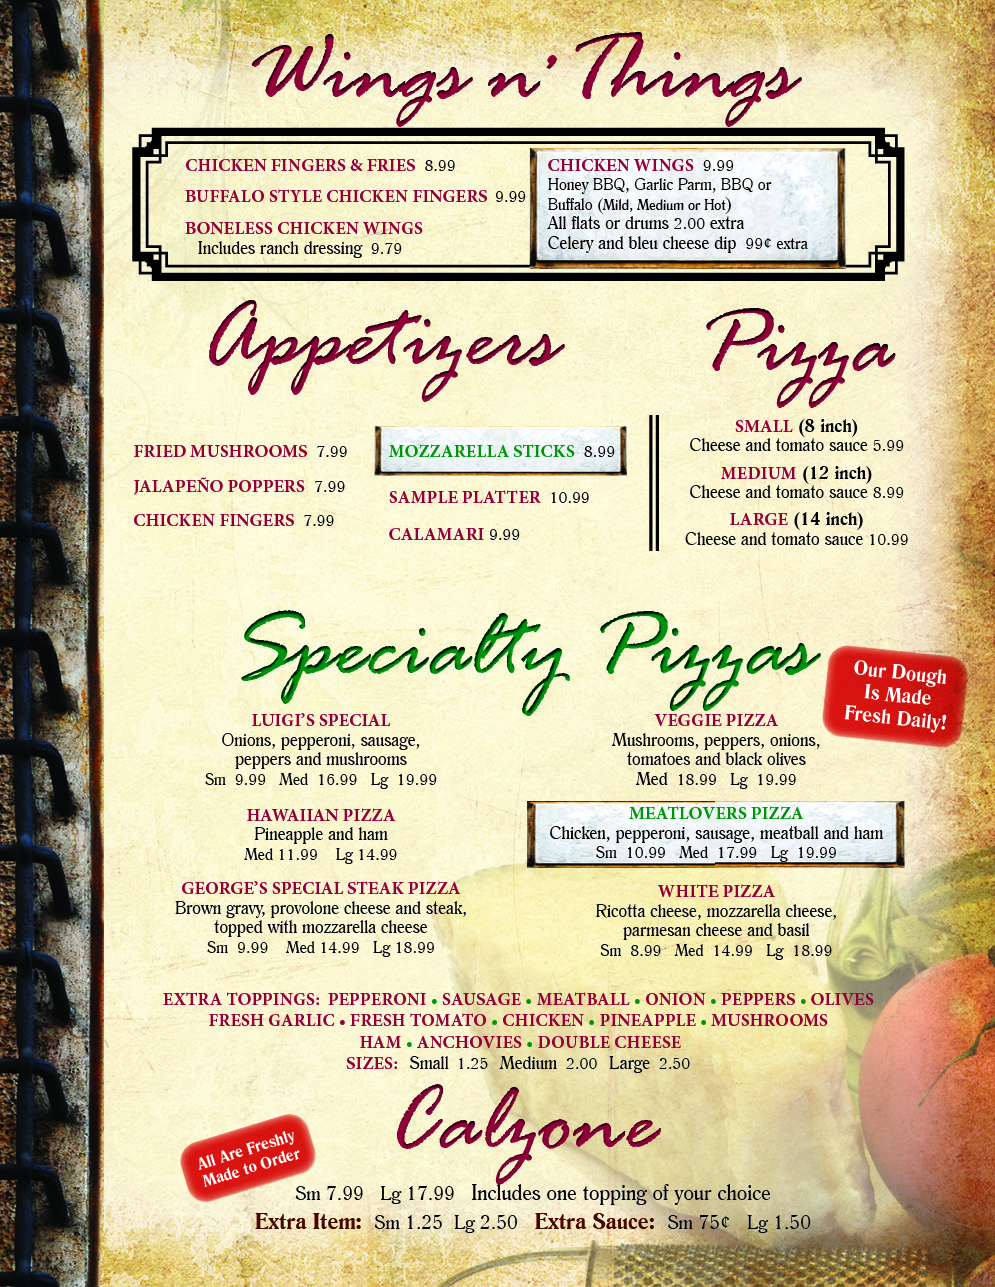 Wings n' Things
CHICKEN FINGERS & FRIES 8.99
BUFFALO STYLE CHICKEN FINGERS 9.99
BONELESS CHICKEN WINGS
Includes ranch dressing 9.79
CHICKEN WINGS 9.99
Honey BBQ, Garlic Parm, BBQ or
Buffalo (Mild, Medium or Hot)
All flats or drums 2.00 extra
Celery and bleu cheese dip 99¢ extra
Appetizers
FRIED MUSHROOMS 7.99
JALAPEÑO POPPERS 7.99
CHICKEN FINGERS 7.99
MOZZARELLA STICKS 8.99
SAMPLE PLATTER 10.99
CALAMARI 9.99
Pizza
SMALL (8 inch)
Cheese and tomato sauce 5.99
MEDIUM (12 inch)
Cheese and tomato sauce 8.99
LARGE (14 inch)
Cheese and tomato sauce 10.99
Specialty Pizzas
Our Dough
Is Made
Fresh Daily!
LUIGI'S SPECIAL
Onions, pepperoni, sausage,
peppers and mushrooms
Sm 9.99 Med 16.99 Lg 19.99
HAWAIIAN PIZZA
Pineapple and ham
Med 11.99 Lg 14.99
GEORGE'S SPECIAL STEAK PIZZA
Brown gravy, provolone cheese and steak,
topped with mozzarella cheese
Sm 9.99 Med 14.99 Lg 18.99
VEGGIE PIZZA
Mushrooms, peppers, onions,
tomatoes and black olives
Med 18.99 Lg 19.99
MEATLOVERS PIZZA
Chicken, pepperoni, sausage, meatball and ham
Sm 10.99 Med 17.99 Lg 19.99
WHITE PIZZA
Ricotta cheese, mozzarella cheese,
parmesan cheese and basil
Sm 8.99 Med 14.99 Lg 18.99
EXTRA TOPPINGS: PEPPERONI • SAUSAGE • MEATBALL • ONION • PEPPERS • OLIVES
FRESH GARLIC • FRESH TOMATO • CHICKEN • PINEAPPLE • MUSHROOMS
HAM • ANCHOVIES • DOUBLE CHEESE
SIZES: Small 1.25 Medium 2.00 Large 2.50
Calzone
All Are Freshly
Made to Order
Sm 7.99 Lg 17.99 Includes one topping of your choice
Extra Item: Sm 1.25 Lg 2.50 Extra Sauce: Sm 75¢ Lg 1.50